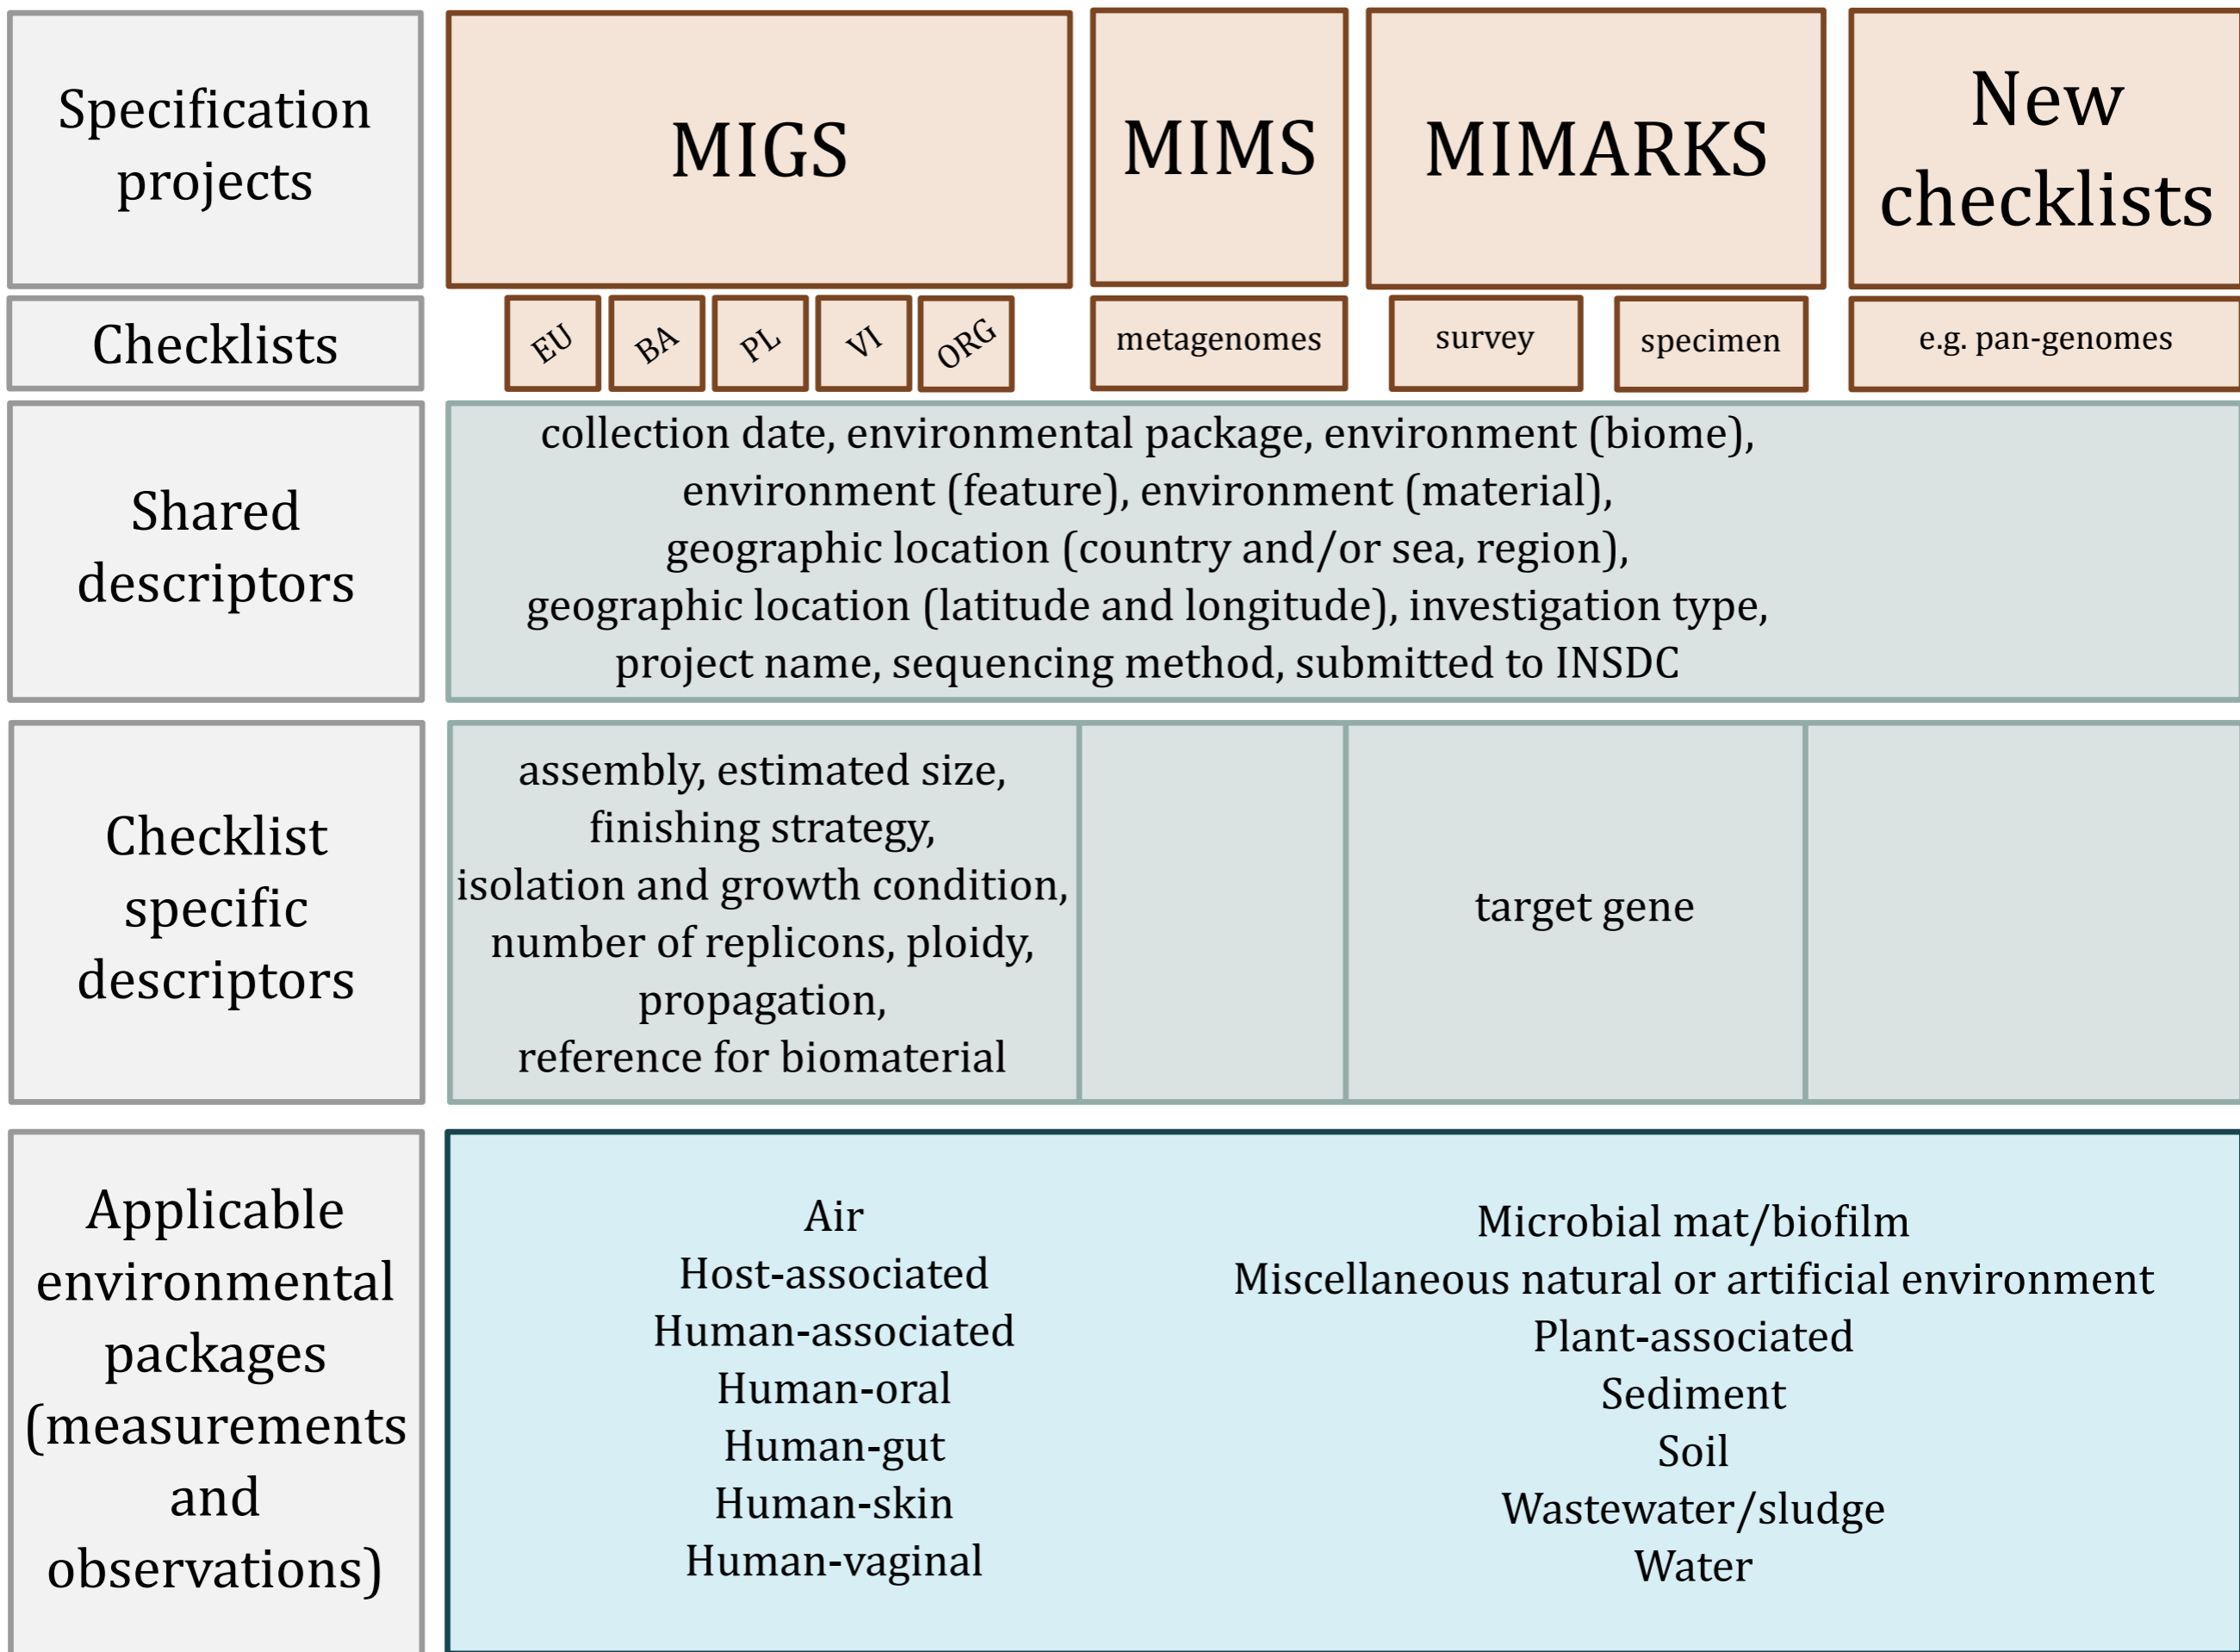 Specification
projects
MIGS
MIMS
MIMARKS
New
checklists
Checklists
EU
BA
PL
VI
ORG
metagenomes
survey
specimen
e.g. pan-genomes
Shared
descriptors
collection date, environmental package, environment (biome),
environment (feature), environment (material),
geographic location (country and/or sea, region),
geographic location (latitude and longitude), investigation type,
project name, sequencing method, submitted to INSDC
Checklist
specific
descriptors
assembly, estimated size,
finishing strategy,
isolation and growth condition,
number of replicons, ploidy,
propagation,
reference for biomaterial
target gene
Applicable
environmental
packages
(measurements
and
observations)
Air
Host-associated
Human-associated
Human-oral
Human-gut
Human-skin
Human-vaginal
Microbial mat/biofilm
Miscellaneous natural or artificial environment
Plant-associated
Sediment
Soil
Wastewater/sludge
Water